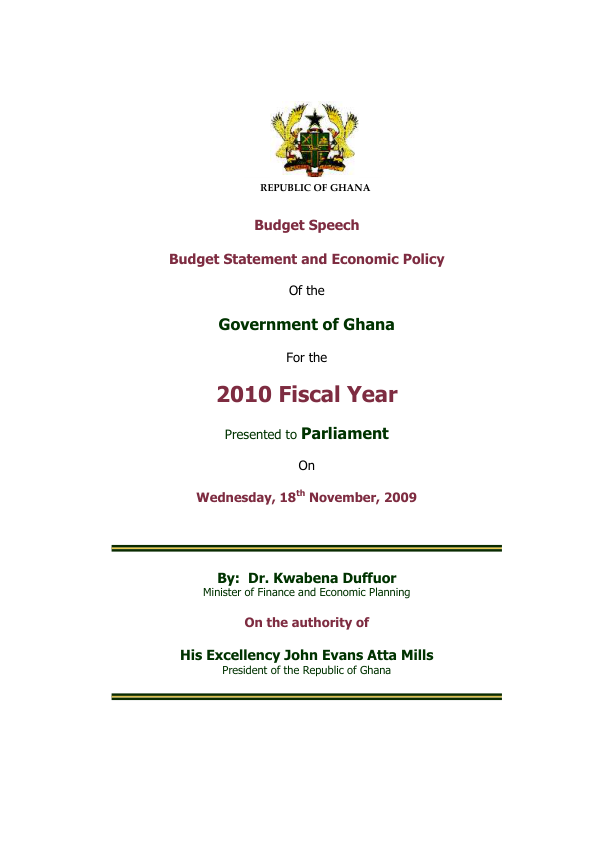 REPUBLIC OF GHANA
Budget Speech
Budget Statement and Economic Policy
Of the
Government of Ghana
For the
2010 Fiscal Year
Presented to Parliament
On
Wednesday, 18th November, 2009
By: Dr. Kwabena Duffuor
Minister of Finance and Economic Planning
On the authority of
His Excellency John Evans Atta Mills
President of the Republic of Ghana